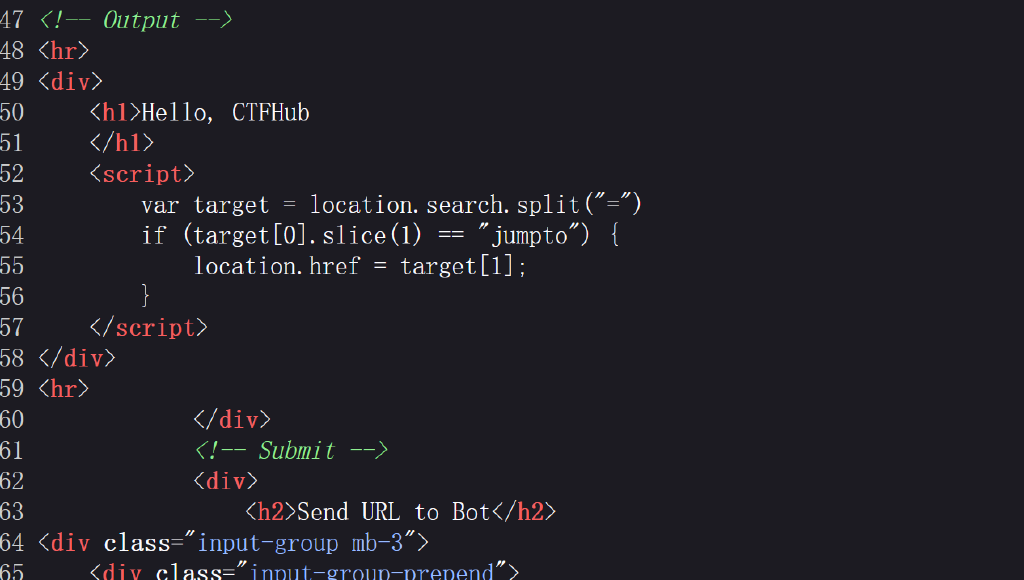 47 <!-- Output -->
48 <hr>
49 <div>
50 <h1>Hello, CTFHub
51 </h1>
52 <script>
53 var target = location.search.split("=")
54 if (target[0].slice(1) == "jumpto") {
55 location.href = target[1];
56 }
57 </script>
58 </div>
59 <hr>
60 </div>
61 <!-- Submit -->
62 <div>
63 <h2>Send URL to Bot</h2>
64 <div class="input-group mb-3">
65 <div class="input-group-prepend">